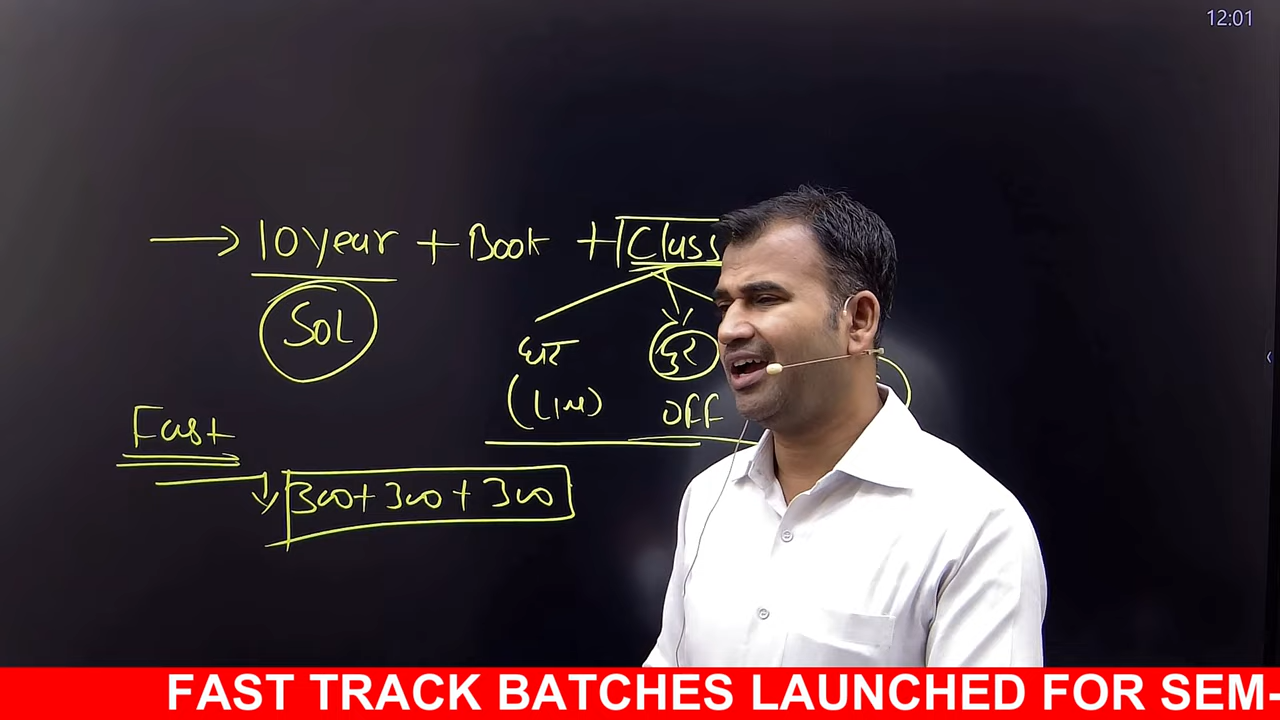 12:01
→ 10 year + Book + Class
SOL
घर
(Liv)
दूर
off
Fast
300 + 300 + 300
FAST TRACK BATCHES LAUNCHED FOR SEM-